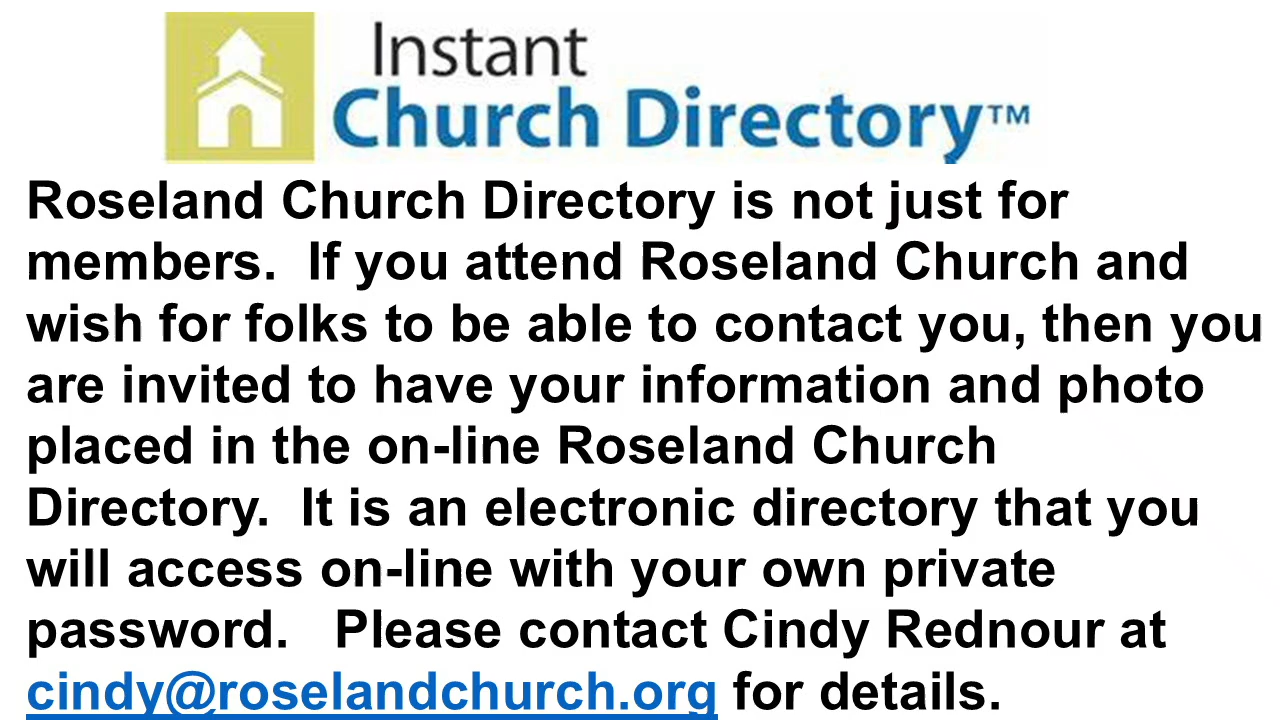 Instant
Church Directory™
Roseland Church Directory is not just for
members.  If you attend Roseland Church and
wish for folks to be able to contact you, then you
are invited to have your information and photo
placed in the on-line Roseland Church
Directory.  It is an electronic directory that you
will access on-line with your own private
password.   Please contact Cindy Rednour at
cindy@roselandchurch.org for details.